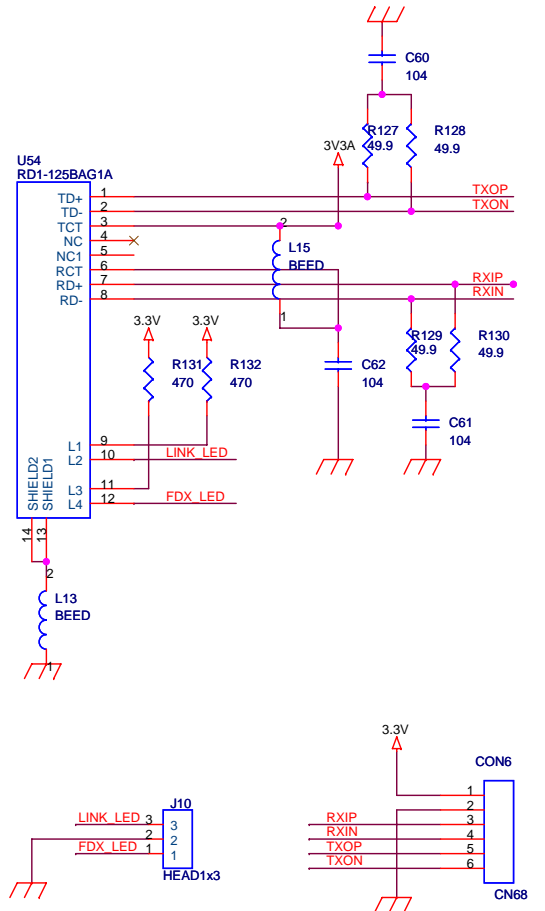 C60
104
R127
49.9
R128
49.9
3V3A
U54
RD1-125BAG1A
TD+ 1 TXOP
TD- 2 TXON
TCT 3 2
NC 4
NC1 5
L15
BEED
RCT 6
RD+ 7 RXIP
RD- 8 RXIN
1
3.3V 3.3V
R129
49.9
R130
49.9
R131
470
R132
470
C62
104
C61
104
L1 9
L2 10 LINK_LED
L3 11
L4 12 FDX_LED
SHIELD2
SHIELD1
14
13
2
L13
BEED
1
3.3V
CON6
1
2
RXIP 3
RXIN 4
TXOP 5
TXON 6
CN68
J10
LINK_LED 3 3
2 2
FDX_LED 1 1
HEAD1x3